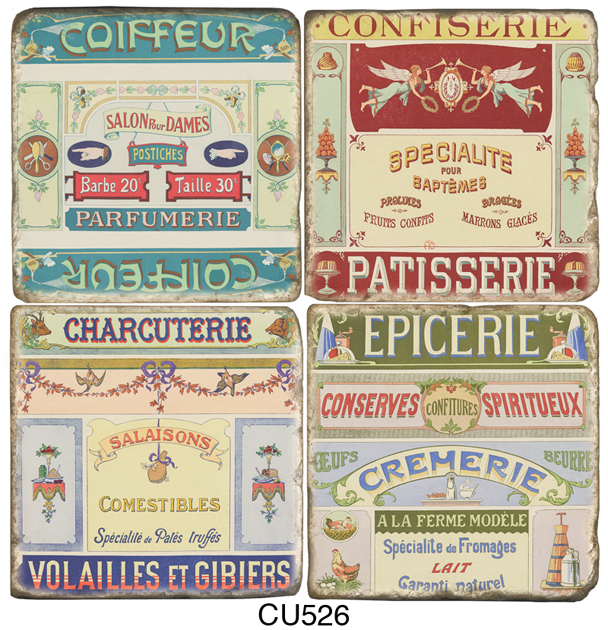 COIFFEUR
SALON POUR DAMES
POSTICHES
Barbe 20ᶜ Taille 30ᶜ
PARFUMERIE
COIFFEUR
CONFISERIE
SPECIALITE
POUR
BAPTÊMES
PRALINES DRAGÉES
FRUITS CONFITS MARRONS GLACÉS
PATISSERIE
CHARCUTERIE
SALAISONS
COMESTIBLES
Spécialité de Patés truffés
VOLAILLES ET GIBIERS
EPICERIE
CONSERVES CONFITURES SPIRITUEUX
ŒUFS CREMERIE BEURRE
A LA FERME MODÈLE
Spécialite de Fromages
LAIT
Garanti naturel
CU526